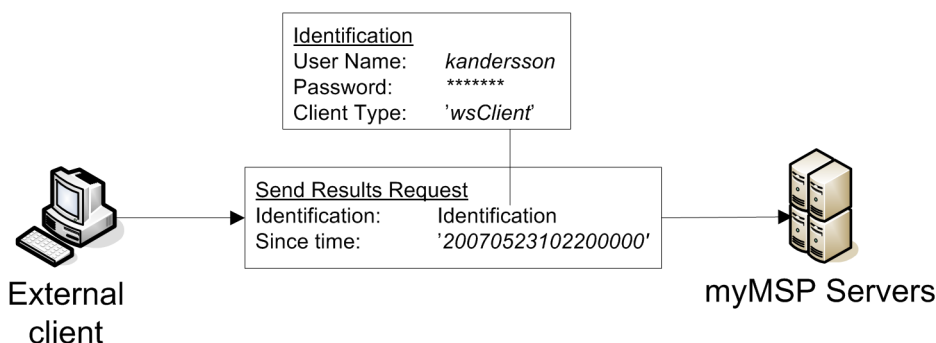 Identification
User Name: kandersson
Password: *******
Client Type: 'wsClient'
Send Results Request
Identification: Identification
Since time: '20070523102200000'
External
client
myMSP Servers